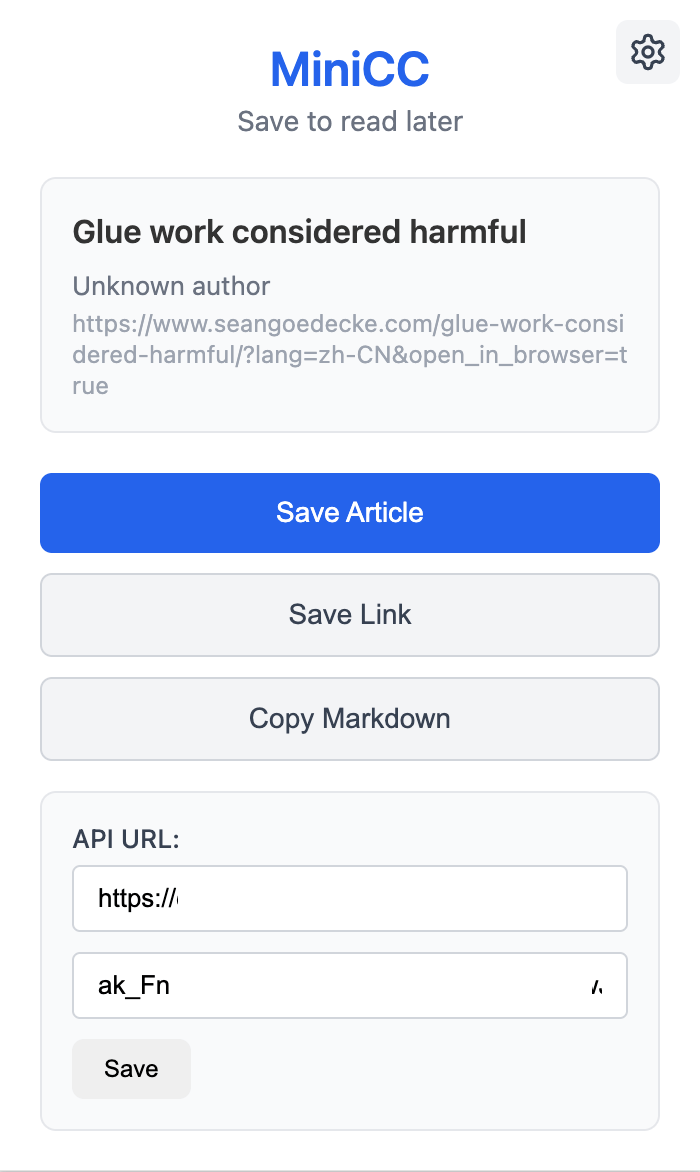 MiniCC
Save to read later
Glue work considered harmful
Unknown author
https://www.seangoedecke.com/glue-work-consi
dered-harmful/?lang=zh-CN&open_in_browser=t
rue
Save Article
Save Link
Copy Markdown
API URL:
https://
ak_Fn
Save